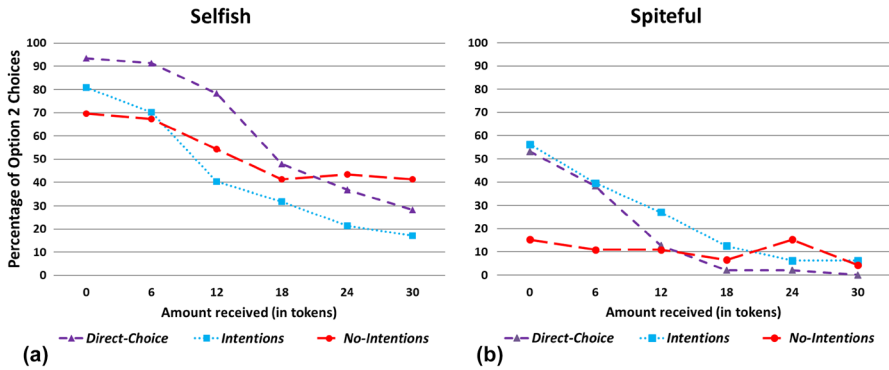 Selfish
Percentage of Option 2 Choices
100
90
80
70
60
50
40
30
20
10
0
0 6 12 18 24 30
Amount received (in tokens)
Direct-Choice Intentions No-Intentions
(a)
Spiteful
100
90
80
70
60
50
40
30
20
10
0
0 6 12 18 24 30
Amount received (in tokens)
Direct-Choice Intentions No-Intentions
(b)